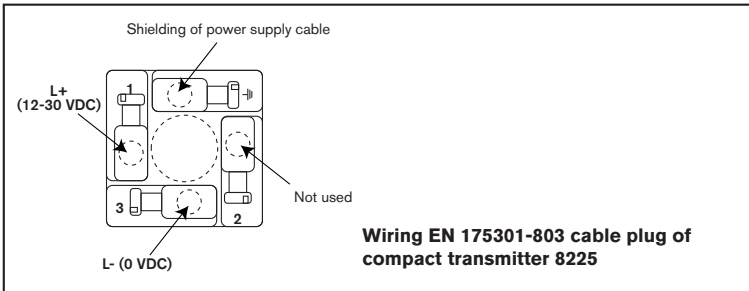 Shielding of power supply cable
L+
(12-30 VDC)
1
Not used
3
2
L- (0 VDC)
Wiring EN 175301-803 cable plug of
compact transmitter 8225